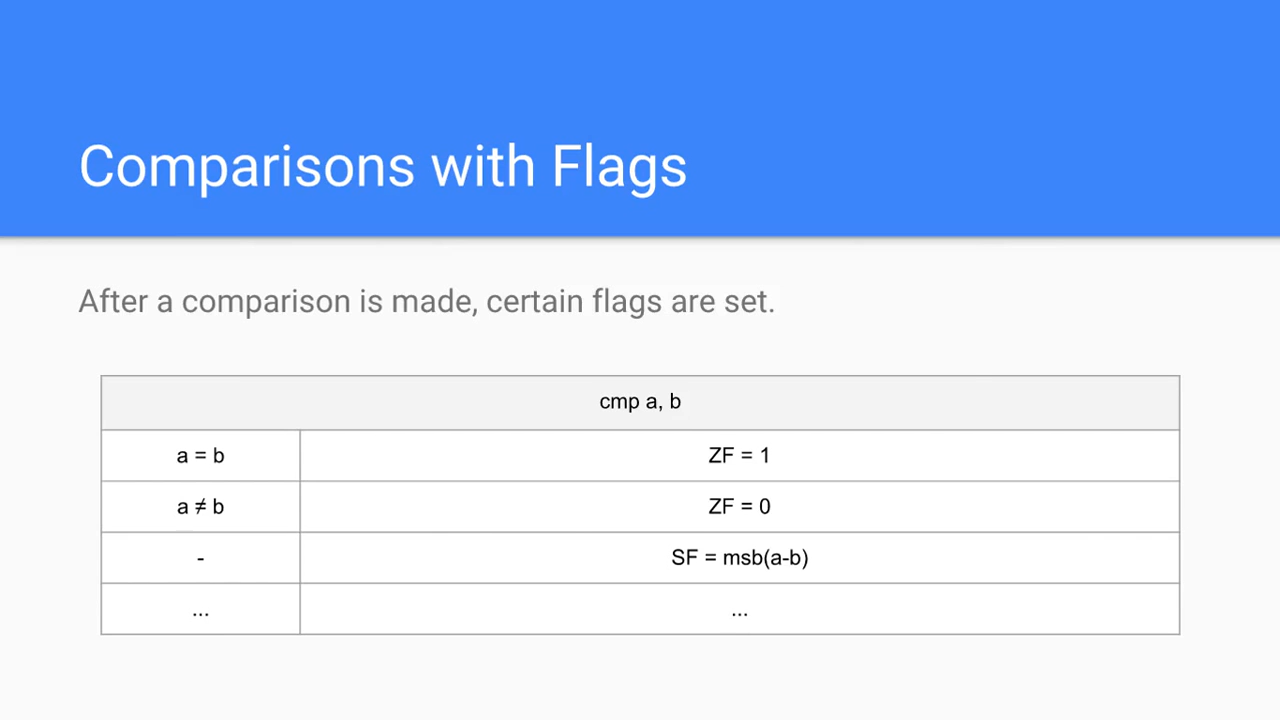 Comparisons with Flags
After a comparison is made, certain flags are set.
cmp a, b
a = b
ZF = 1
a ≠ b
ZF = 0
-
SF = msb(a-b)
...
...